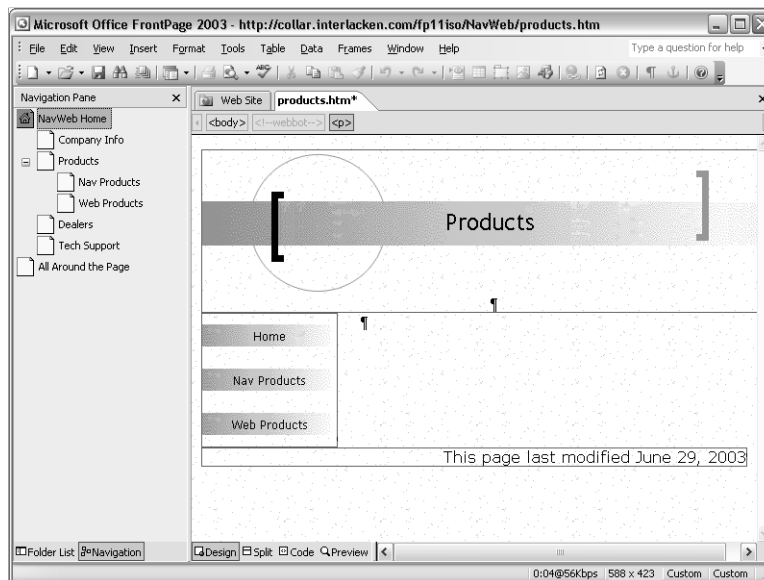 Microsoft Office FrontPage 2003 - http://collar.interlacken.com/fp11iso/NavWeb/products.htm
File Edit View Insert Format Tools Table Data Frames Window Help Type a question for help
Navigation Pane
Web Site products.htm*
<body> <!--webbot--> <p>
NavWeb Home
Company Info
Products
Nav Products
Web Products
Dealers
Tech Support
All Around the Page
[ Products ]
¶
¶
Home
Nav Products
Web Products
This page last modified June 29, 2003
Folder List Navigation Design Split Code Preview
0:04@56Kbps 588 x 423 Custom Custom